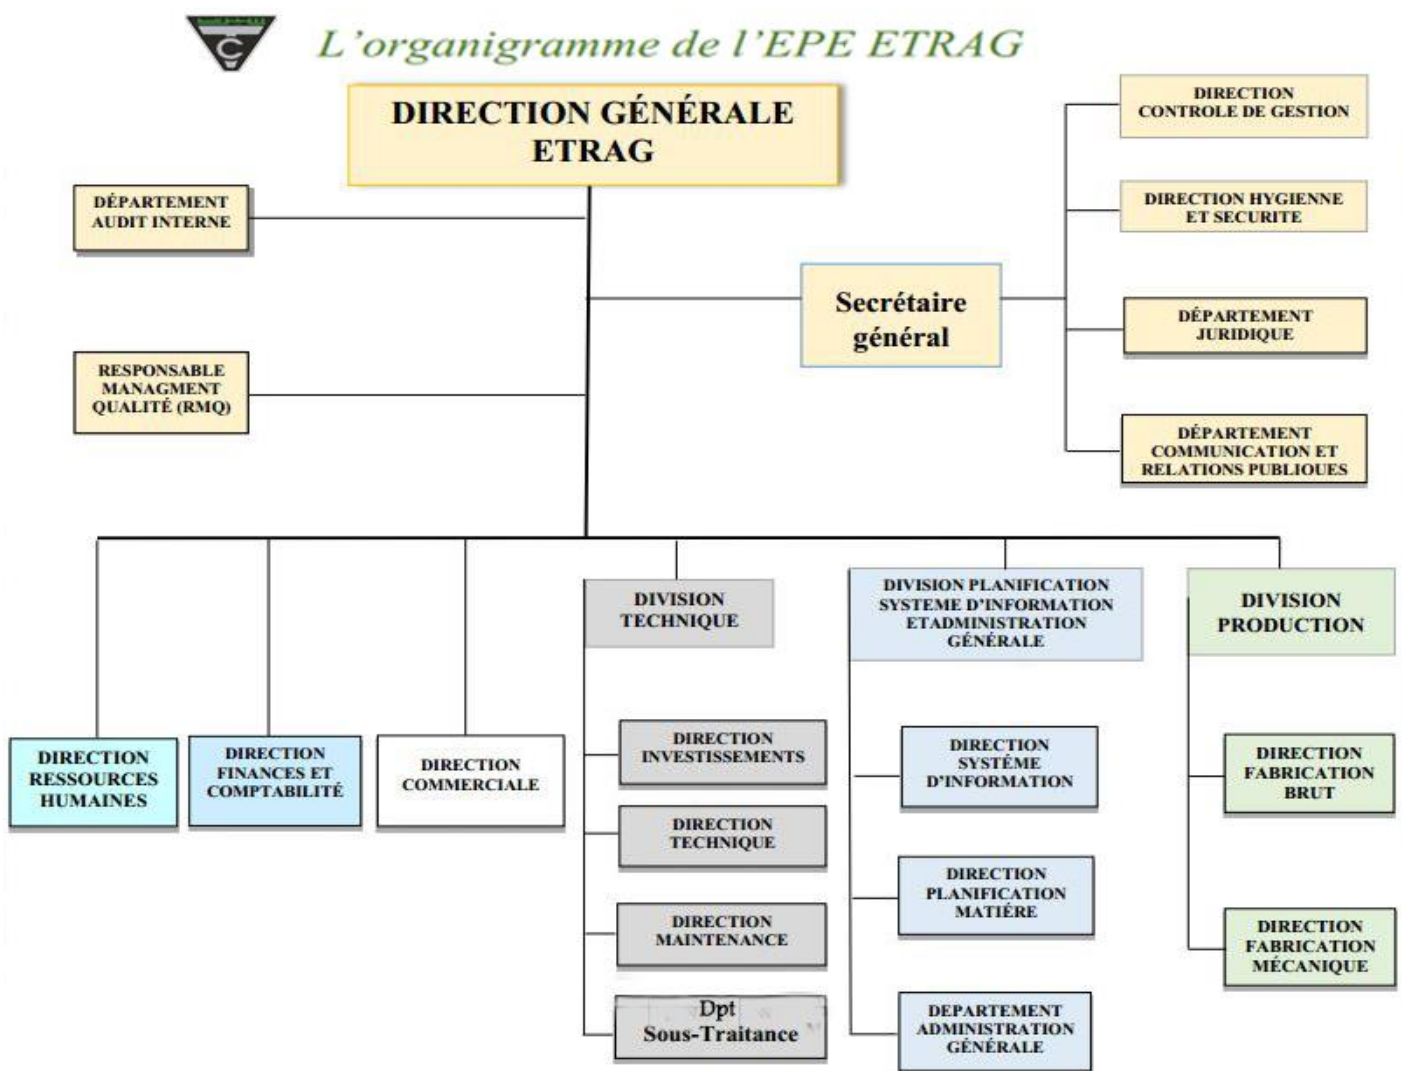 L'organigramme de l'EPE ETRAG
DIRECTION GÉNÉRALE
ETRAG
DIRECTION
CONTROLE DE GESTION
DÉPARTEMENT
AUDIT INTERNE
DIRECTION HYGIENNE
ET SECURITE
Secrétaire
général
DÉPARTEMENT
JURIDIQUE
RESPONSABLE
MANAGMENT
QUALITÉ (RMQ)
DÉPARTEMENT
COMMUNICATION ET
RELATIONS PUBLIQUES
DIVISION
TECHNIQUE
DIVISION PLANIFICATION
SYSTEME D'INFORMATION
ETADMINISTRATION
GÉNÉRALE
DIVISION
PRODUCTION
DIRECTION
RESSOURCES
HUMAINES
DIRECTION
FINANCES ET
COMPTABILITÉ
DIRECTION
COMMERCIALE
DIRECTION
INVESTISSEMENTS
DIRECTION
TECHNIQUE
DIRECTION
MAINTENANCE
Dpt
Sous-Traitance
DIRECTION
SYSTÉME
D'INFORMATION
DIRECTION
PLANIFICATION
MATIÉRE
DEPARTEMENT
ADMINISTRATION
GÉNÉRALE
DIRECTION
FABRICATION
BRUT
DIRECTION
FABRICATION
MÉCANIQUE